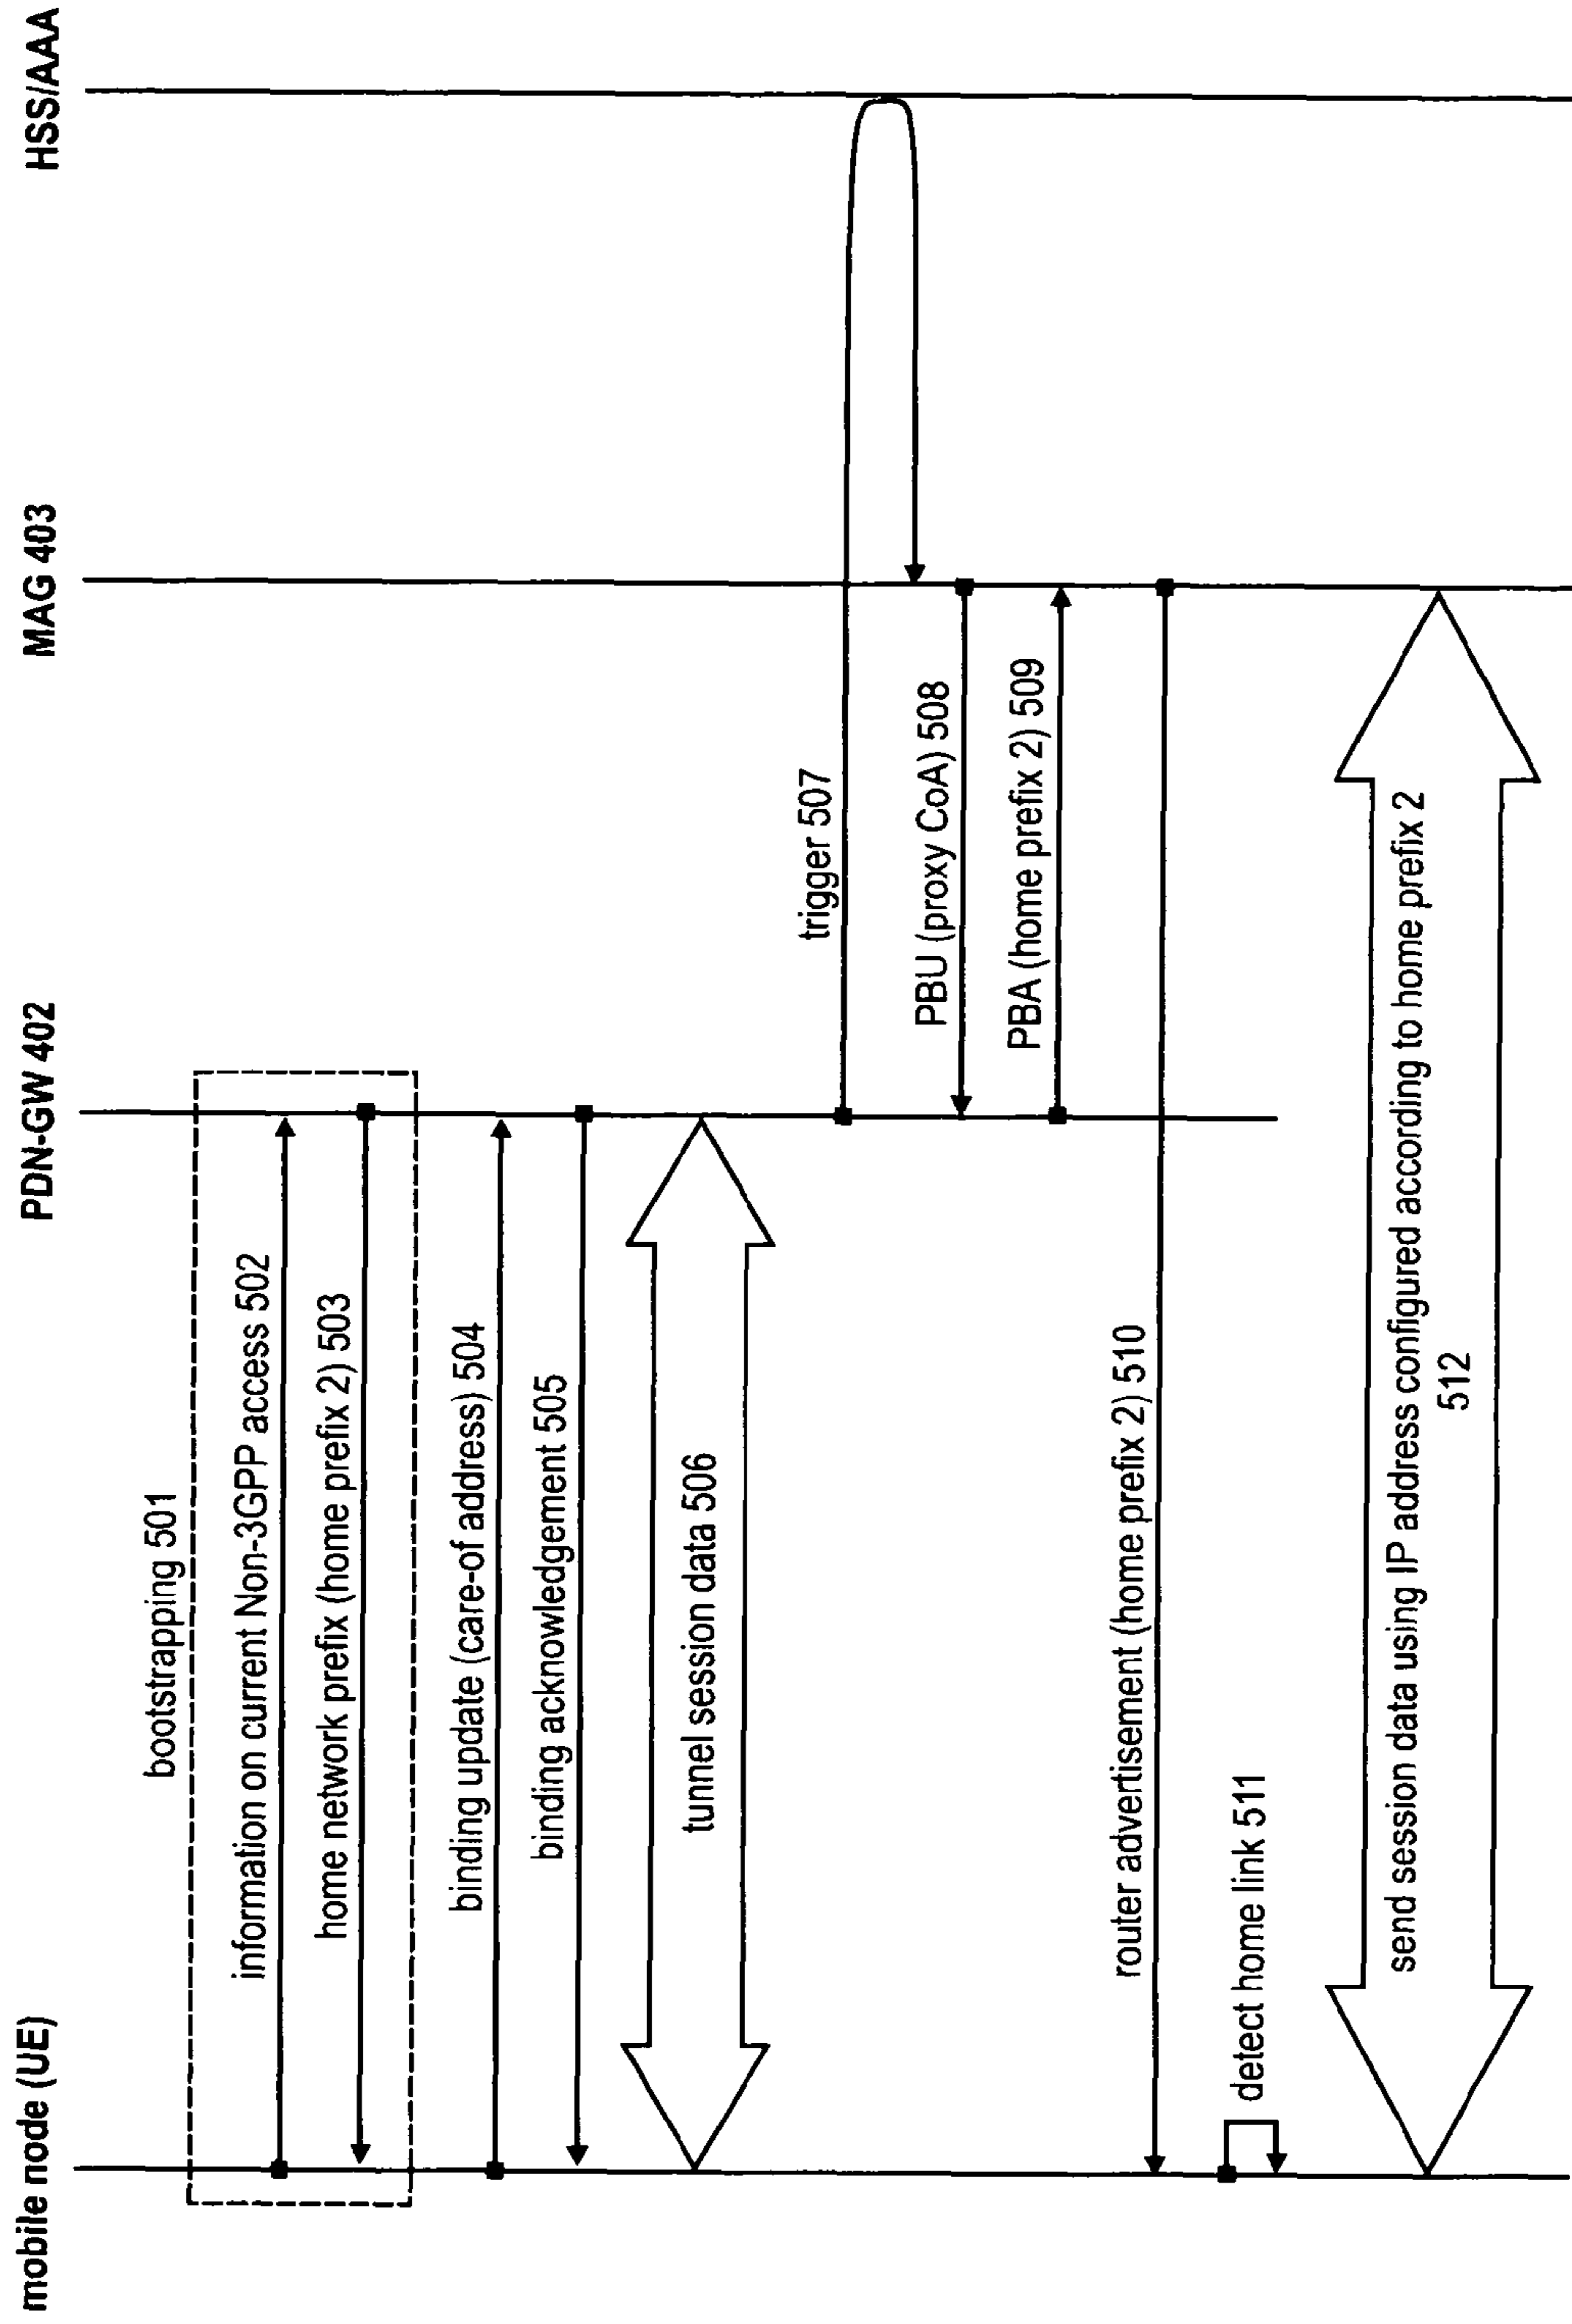 mobile node (UE)
PDN-GW 402
MAG 403
HSS/AAA
bootstrapping 501
information on current Non-3GPP access 502
home network prefix (home prefix 2) 503
binding update (care-of address) 504
binding acknowledgement 505
tunnel session data 506
trigger 507
PBU (proxy CoA) 508
PBA (home prefix 2) 509
router advertisement (home prefix 2) 510
detect home link 511
send session data using IP address configured according to home prefix 2
512